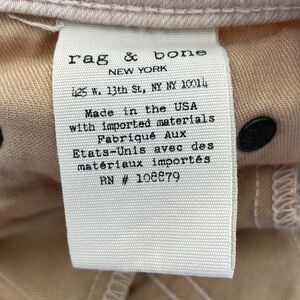 rag & bone
NEW YORK
425 W. 13th St, NY NY 10014
Made in the USA
with imported materials
Fabriqué Aux
Etats-Unis avec des
matériaux importés
RN # 108879